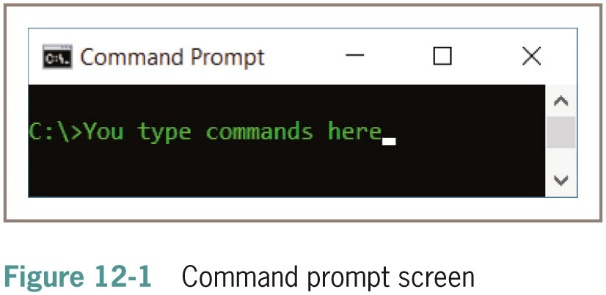 C:\. Command Prompt
C:\>You type commands here
Figure 12-1 Command prompt screen